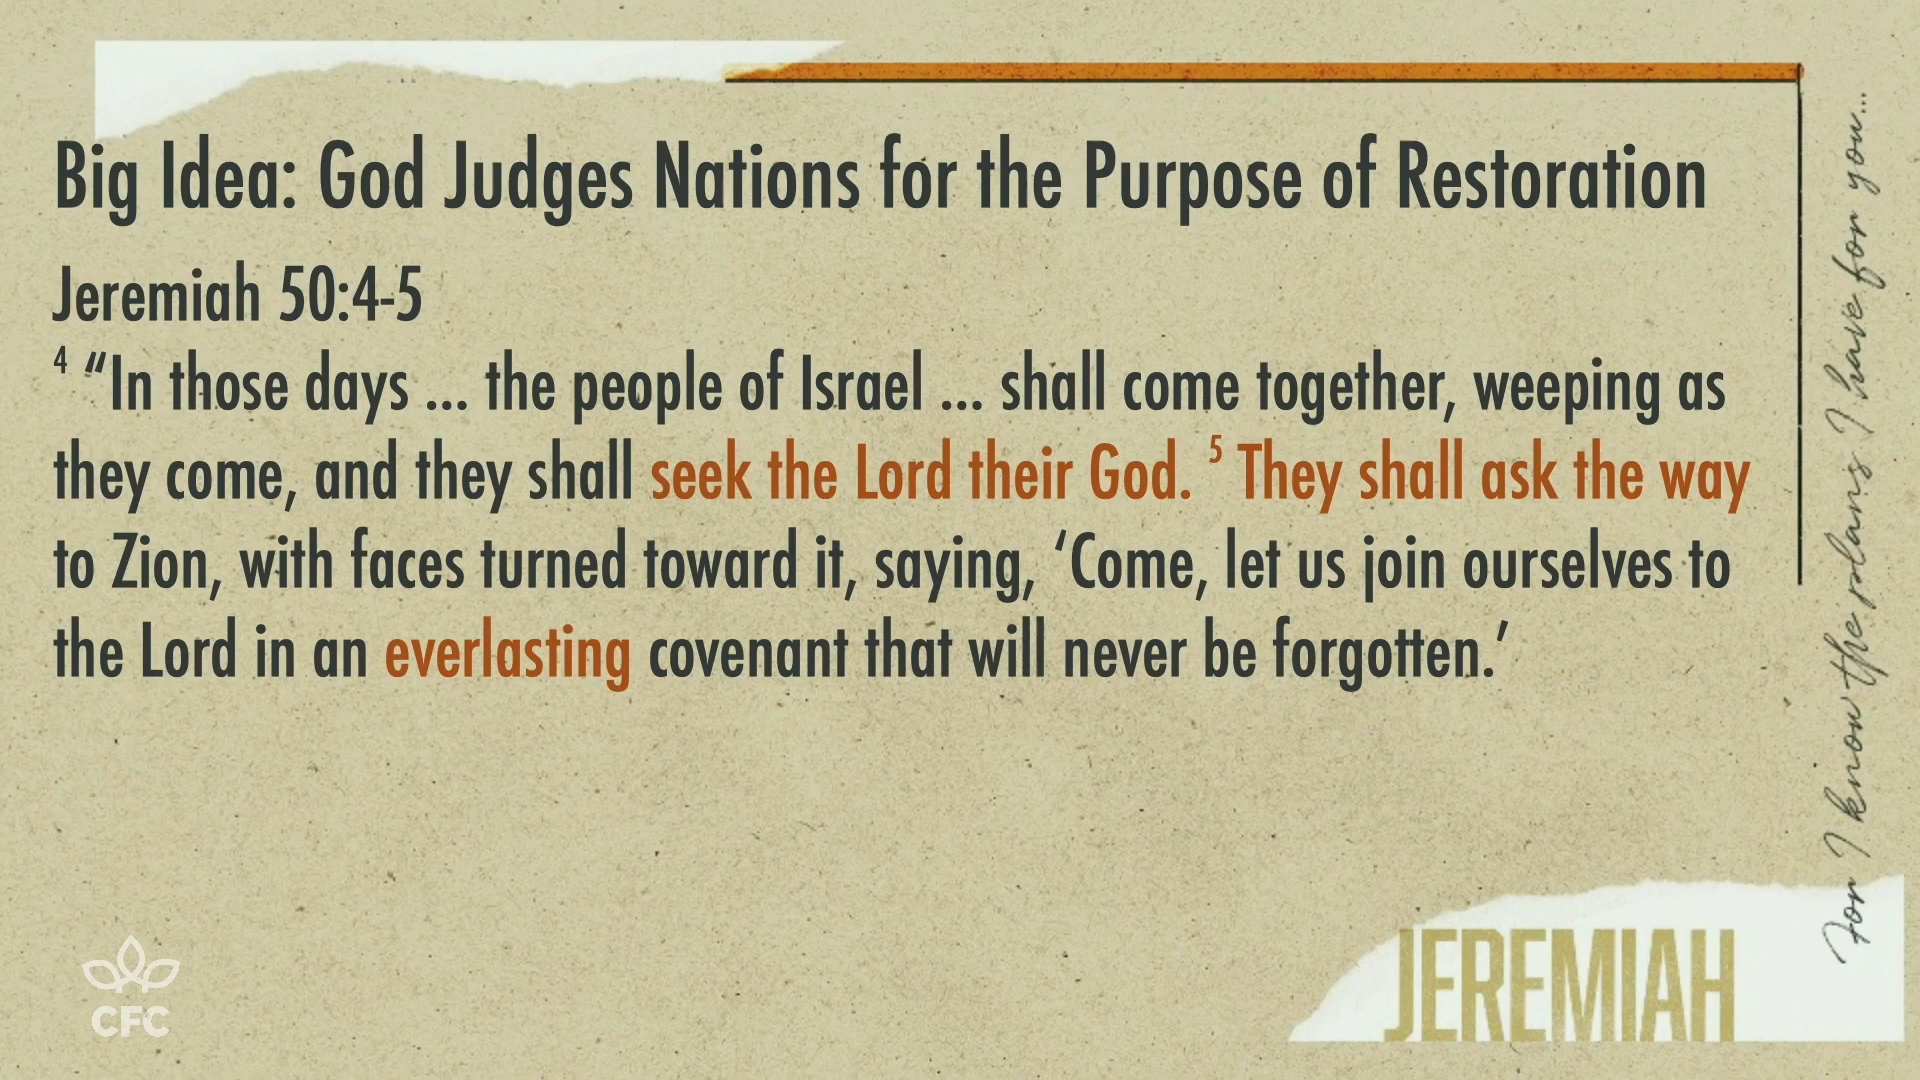 Big Idea: God Judges Nations for the Purpose of Restoration
Jeremiah 50:4-5
4 “In those days ... the people of Israel ... shall come together, weeping as
they come, and they shall seek the Lord their God. 5 They shall ask the way
to Zion, with faces turned toward it, saying, ‘Come, let us join ourselves to
the Lord in an everlasting covenant that will never be forgotten.’
For I know the plans I have for you...
JEREMIAH
CFC